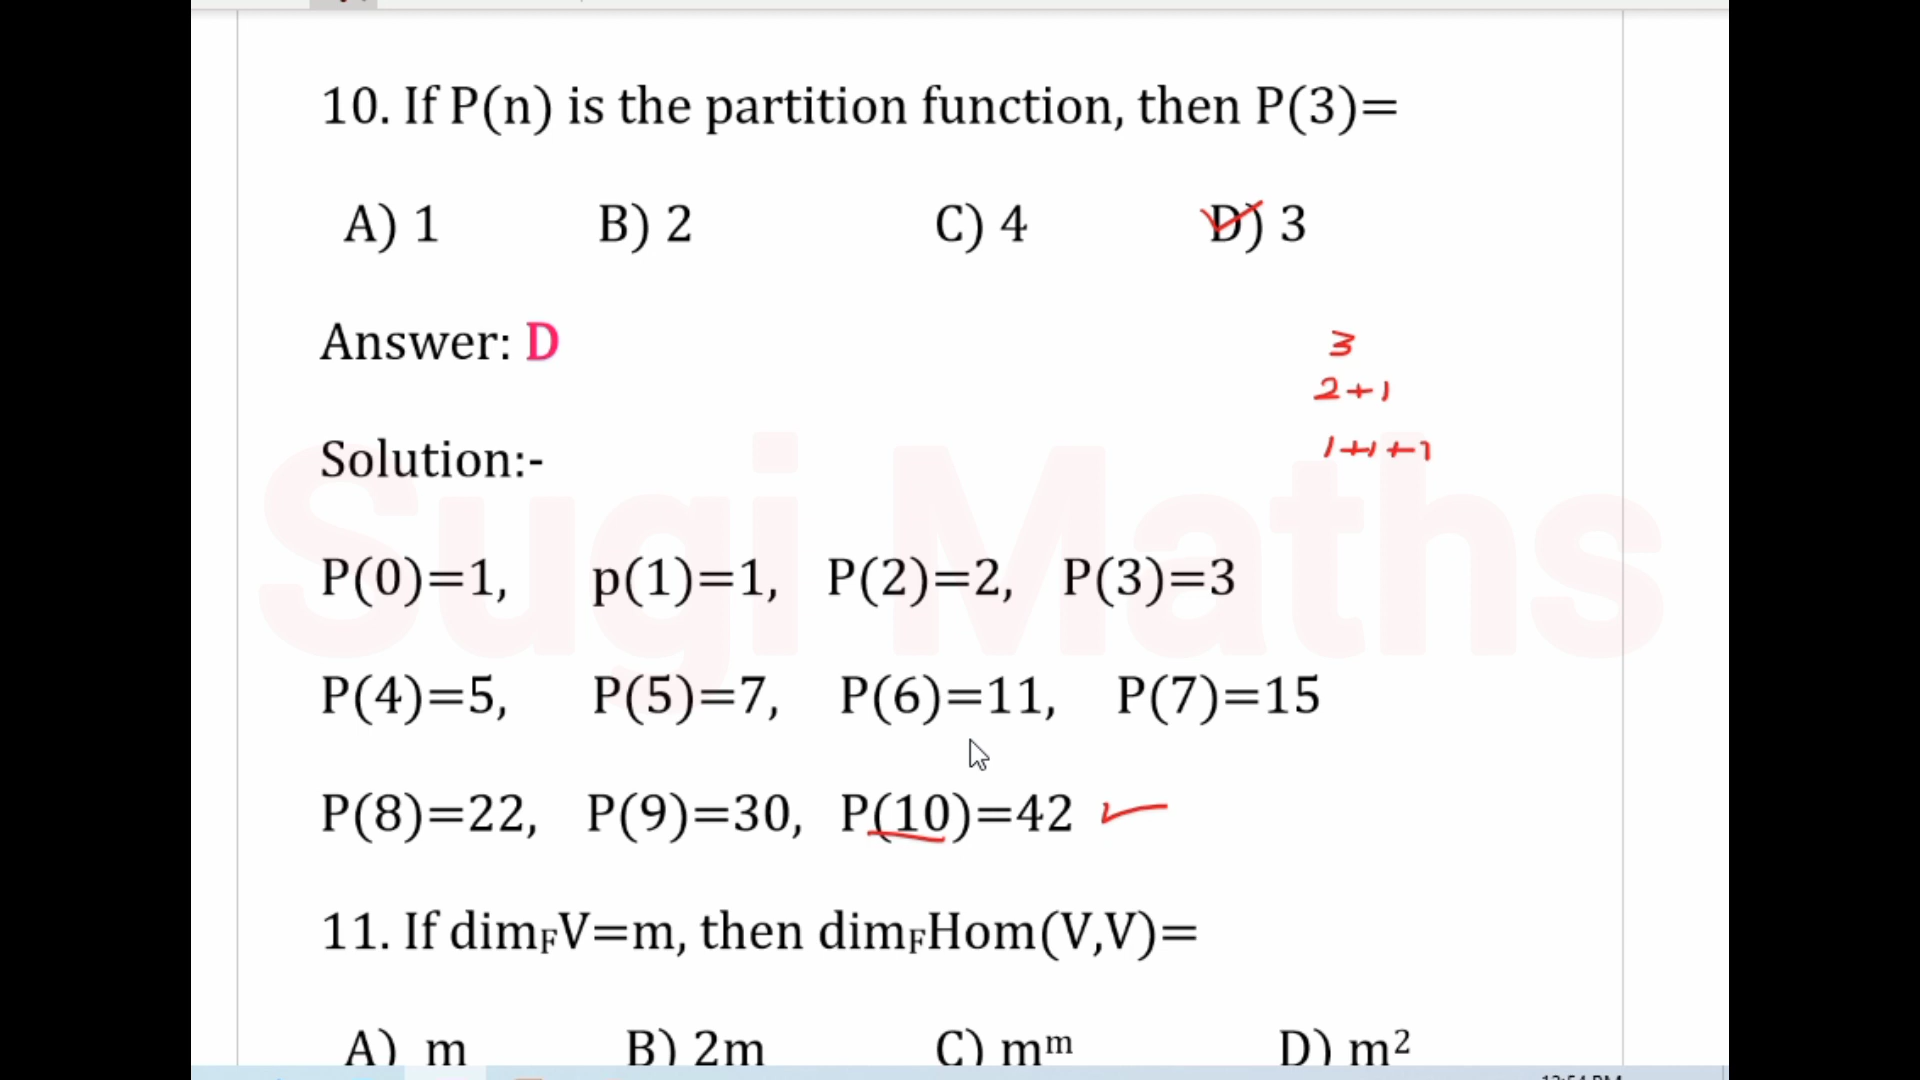 10. If P(n) is the partition function, then P(3)=
A) 1 B) 2 C) 4 D) 3
Answer: D
3
2+1
Solution:-
1+1+1
Sugi Maths
P(0)=1, p(1)=1, P(2)=2, P(3)=3
P(4)=5, P(5)=7, P(6)=11, P(7)=15
P(8)=22, P(9)=30, P(10)=42
11. If dimFV=m, then dimFHom(V,V)=
A) m B) 2m C) mᵐ D) m²